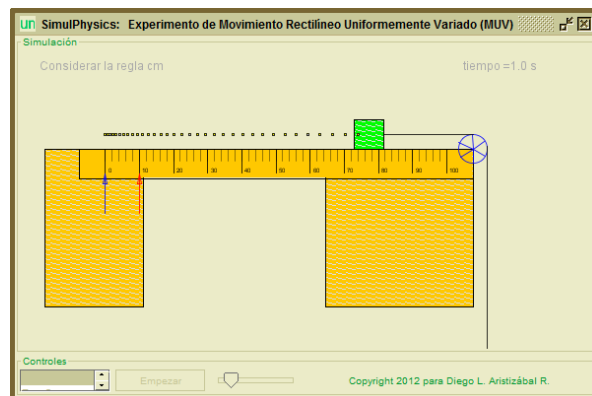 un SimulPhysics: Experimento de Movimiento Rectilíneo Uniformemente Variado (MUV)
Simulación
Considerar la regla cm
tiempo =1.0 s
0 10 20 30 40 50 60 70 80 90 100
Controles
Empezar
Copyright 2012 para Diego L. Aristizábal R.